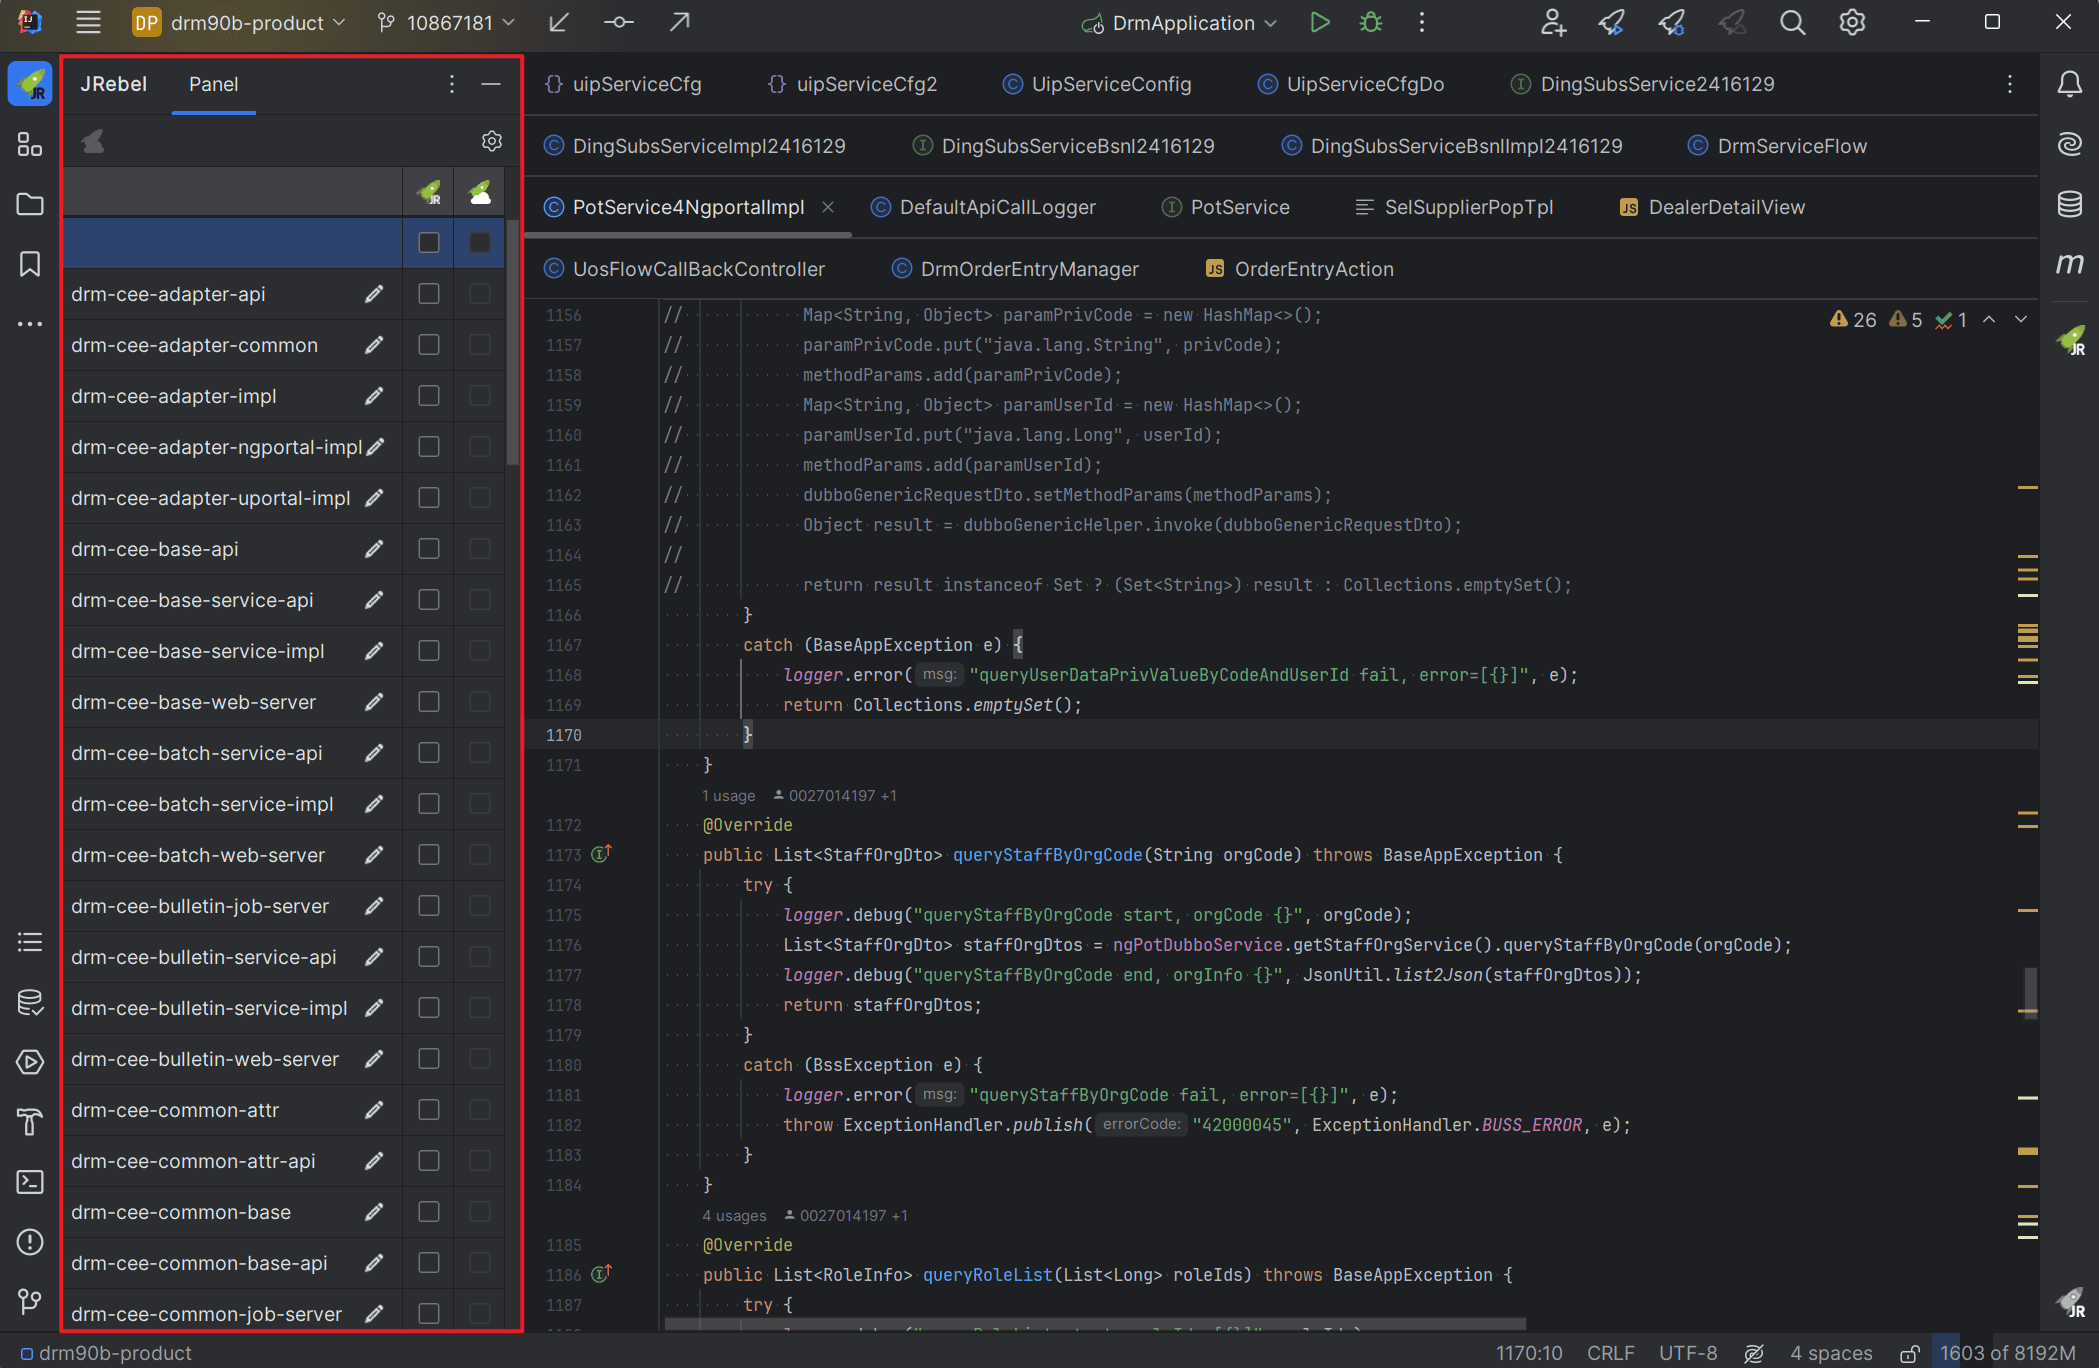 DP drm90b-product 10867181 DrmApplication
JRebel Panel
uipServiceCfg uipServiceCfg2 UipServiceConfig UipServiceCfgDo DingSubsService2416129
DingSubsServiceImpl2416129 DingSubsServiceBsnl2416129 DingSubsServiceBsnlImpl2416129 DrmServiceFlow
PotService4NgportalImpl DefaultApiCallLogger PotService SelSupplierPopTpl DealerDetailView
UosFlowCallBackController DrmOrderEntryManager OrderEntryAction
drm-cee-adapter-api
drm-cee-adapter-common
drm-cee-adapter-impl
drm-cee-adapter-ngportal-impl
drm-cee-adapter-uportal-impl
drm-cee-base-api
drm-cee-base-service-api
drm-cee-base-service-impl
drm-cee-base-web-server
drm-cee-batch-service-api
drm-cee-batch-service-impl
drm-cee-batch-web-server
drm-cee-bulletin-job-server
drm-cee-bulletin-service-api
drm-cee-bulletin-service-impl
drm-cee-bulletin-web-server
drm-cee-common-attr
drm-cee-common-attr-api
drm-cee-common-base
drm-cee-common-base-api
drm-cee-common-job-server
26 5 1
1156 // Map<String, Object> paramPrivCode = new HashMap<>();
1157 // paramPrivCode.put("java.lang.String", privCode);
1158 // methodParams.add(paramPrivCode);
1159 // Map<String, Object> paramUserId = new HashMap<>();
1160 // paramUserId.put("java.lang.Long", userId);
1161 // methodParams.add(paramUserId);
1162 // dubboGenericRequestDto.setMethodParams(methodParams);
1163 // Object result = dubboGenericHelper.invoke(dubboGenericRequestDto);
1164 //
1165 // return result instanceof Set ? (Set<String>) result : Collections.emptySet();
1166 }
1167 catch (BaseAppException e) {
1168 logger.error( msg: "queryUserDataPrivValueByCodeAndUserId fail, error=[{}]", e);
1169 return Collections.emptySet();
1170 }
1171 }
1 usage 0027014197 +1
1172 @Override
1173 public List<StaffOrgDto> queryStaffByOrgCode(String orgCode) throws BaseAppException {
1174 try {
1175 logger.debug("queryStaffByOrgCode start, orgCode {}", orgCode);
1176 List<StaffOrgDto> staffOrgDtos = ngPotDubboService.getStaffOrgService().queryStaffByOrgCode(orgCode);
1177 logger.debug("queryStaffByOrgCode end, orgInfo {}", JsonUtil.list2Json(staffOrgDtos));
1178 return staffOrgDtos;
1179 }
1180 catch (BssException e) {
1181 logger.error( msg: "queryStaffByOrgCode fail, error=[{}]", e);
1182 throw ExceptionHandler.publish( errorCode: "42000045", ExceptionHandler.BUSS_ERROR, e);
1183 }
1184 }
4 usages 0027014197 +1
1185 @Override
1186 public List<RoleInfo> queryRoleList(List<Long> roleIds) throws BaseAppException {
1187 try {
drm90b-product 1170:10 CRLF UTF-8 4 spaces 1603 of 8192M